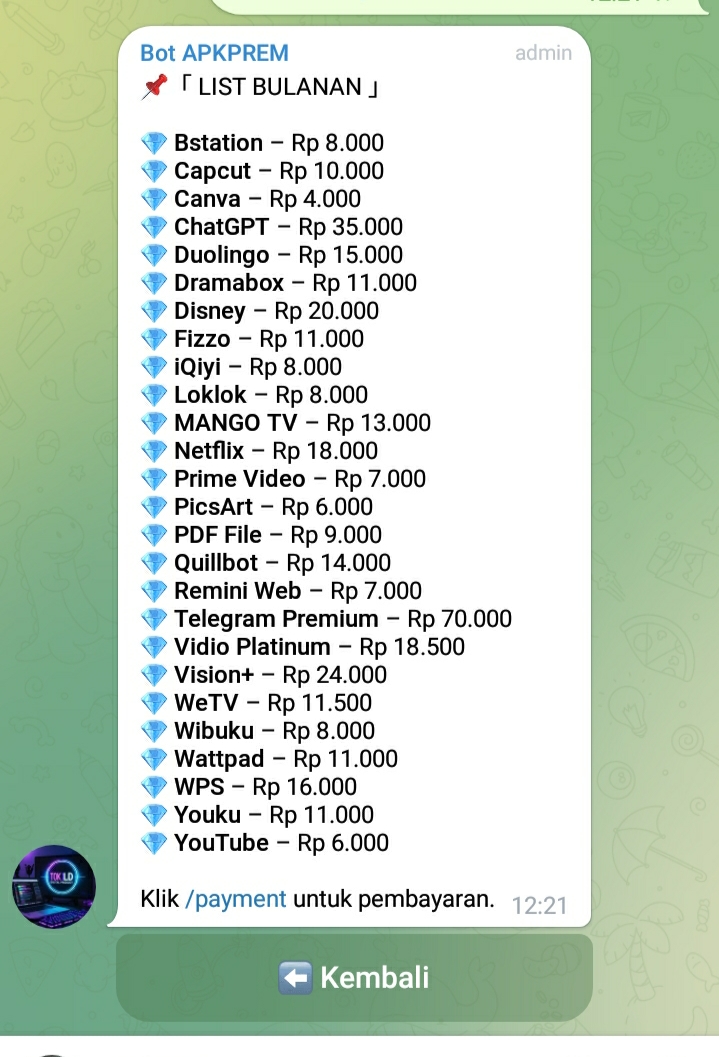 Bot APKPREM admin
📌「 LIST BULANAN 」
💎 Bstation – Rp 8.000
💎 Capcut – Rp 10.000
💎 Canva – Rp 4.000
💎 ChatGPT – Rp 35.000
💎 Duolingo – Rp 15.000
💎 Dramabox – Rp 11.000
💎 Disney – Rp 20.000
💎 Fizzo – Rp 11.000
💎 iQiyi – Rp 8.000
💎 Loklok – Rp 8.000
💎 MANGO TV – Rp 13.000
💎 Netflix – Rp 18.000
💎 Prime Video – Rp 7.000
💎 PicsArt – Rp 6.000
💎 PDF File – Rp 9.000
💎 Quillbot – Rp 14.000
💎 Remini Web – Rp 7.000
💎 Telegram Premium – Rp 70.000
💎 Vidio Platinum – Rp 18.500
💎 Vision+ – Rp 24.000
💎 WeTV – Rp 11.500
💎 Wibuku – Rp 8.000
💎 Wattpad – Rp 11.000
💎 WPS – Rp 16.000
💎 Youku – Rp 11.000
💎 YouTube – Rp 6.000
Klik /payment untuk pembayaran. 12:21
⬅️ Kembali